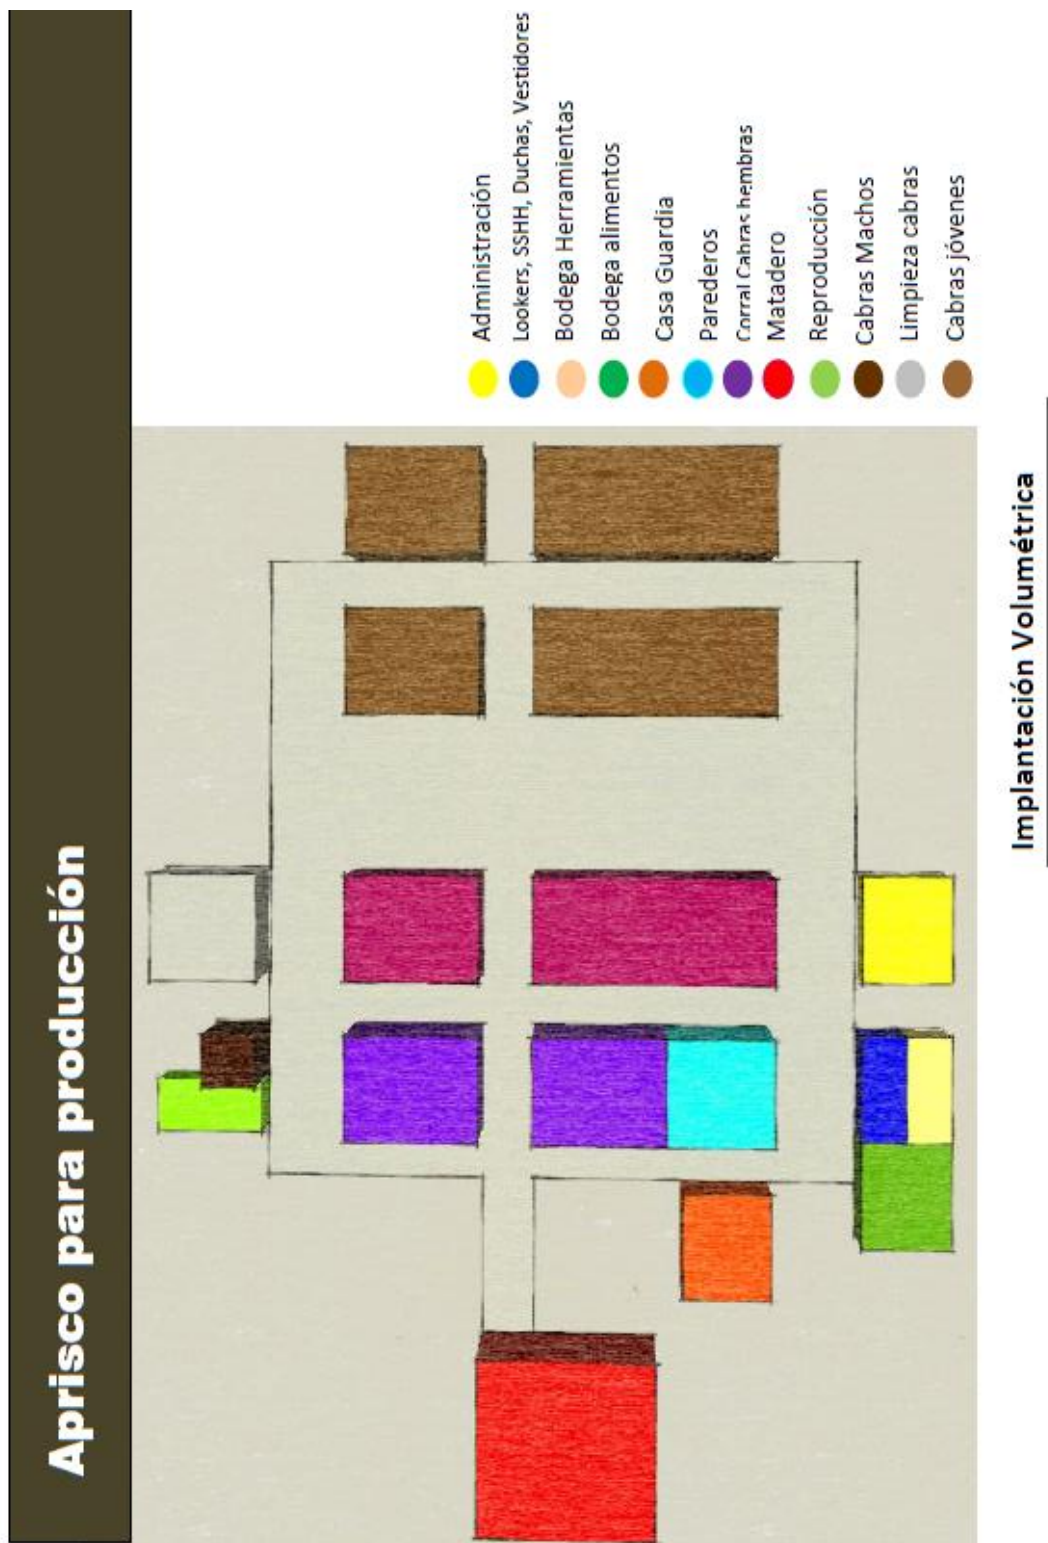 Aprisco para producción
Administración
Lookers, SSHH, Duchas, Vestidores
Bodega Herramientas
Bodega alimentos
Casa Guardia
Parederos
Corral Cabras hembras
Matadero
Reproducción
Cabras Machos
Limpieza cabras
Cabras jóvenes
Implantación Volumétrica